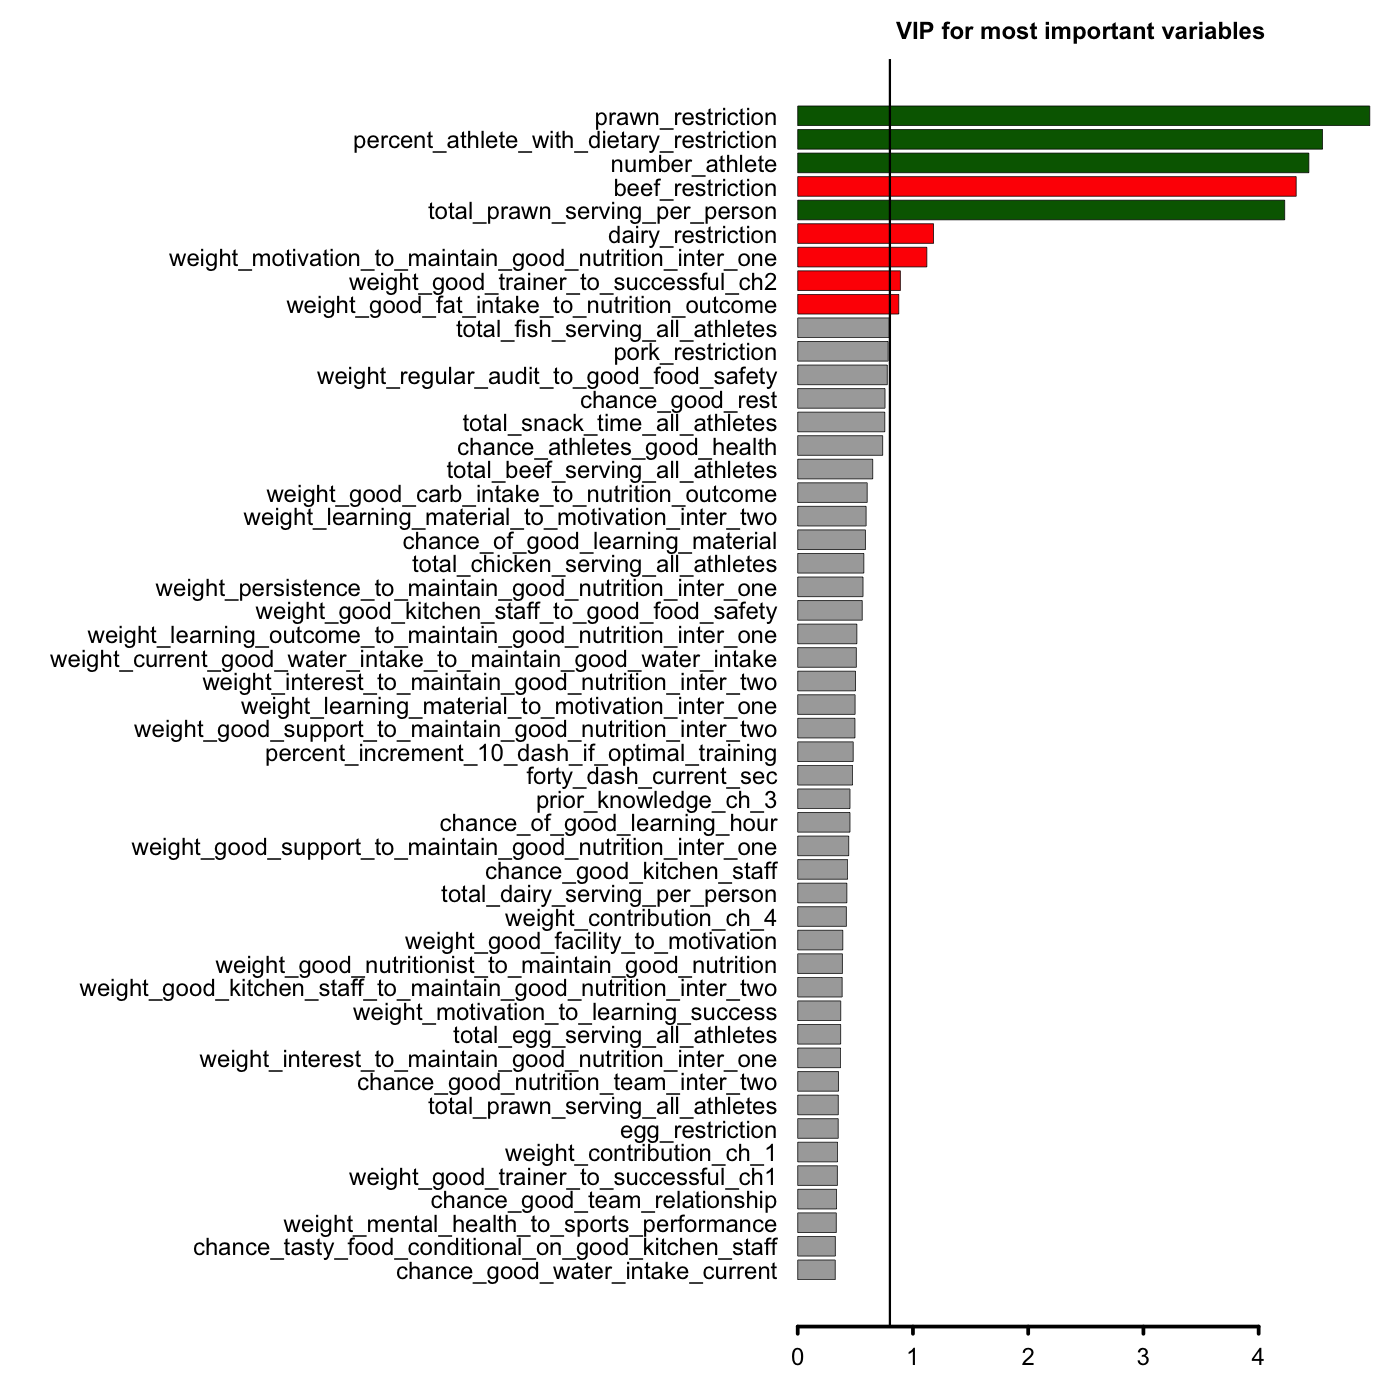 VIP for most important variables
prawn_restriction
percent_athlete_with_dietary_restriction
number_athlete
beef_restriction
total_prawn_serving_per_person
dairy_restriction
weight_motivation_to_maintain_good_nutrition_inter_one
weight_good_trainer_to_successful_ch2
weight_good_fat_intake_to_nutrition_outcome
total_fish_serving_all_athletes
pork_restriction
weight_regular_audit_to_good_food_safety
chance_good_rest
total_snack_time_all_athletes
chance_athletes_good_health
total_beef_serving_all_athletes
weight_good_carb_intake_to_nutrition_outcome
weight_learning_material_to_motivation_inter_two
chance_of_good_learning_material
total_chicken_serving_all_athletes
weight_persistence_to_maintain_good_nutrition_inter_one
weight_good_kitchen_staff_to_good_food_safety
weight_learning_outcome_to_maintain_good_nutrition_inter_one
weight_current_good_water_intake_to_maintain_good_water_intake
weight_interest_to_maintain_good_nutrition_inter_two
weight_learning_material_to_motivation_inter_one
weight_good_support_to_maintain_good_nutrition_inter_two
percent_increment_10_dash_if_optimal_training
forty_dash_current_sec
prior_knowledge_ch_3
chance_of_good_learning_hour
weight_good_support_to_maintain_good_nutrition_inter_one
chance_good_kitchen_staff
total_dairy_serving_per_person
weight_contribution_ch_4
weight_good_facility_to_motivation
weight_good_nutritionist_to_maintain_good_nutrition
weight_good_kitchen_staff_to_maintain_good_nutrition_inter_two
weight_motivation_to_learning_success
total_egg_serving_all_athletes
weight_interest_to_maintain_good_nutrition_inter_one
chance_good_nutrition_team_inter_two
total_prawn_serving_all_athletes
egg_restriction
weight_contribution_ch_1
weight_good_trainer_to_successful_ch1
chance_good_team_relationship
weight_mental_health_to_sports_performance
chance_tasty_food_conditional_on_good_kitchen_staff
chance_good_water_intake_current
0 1 2 3 4